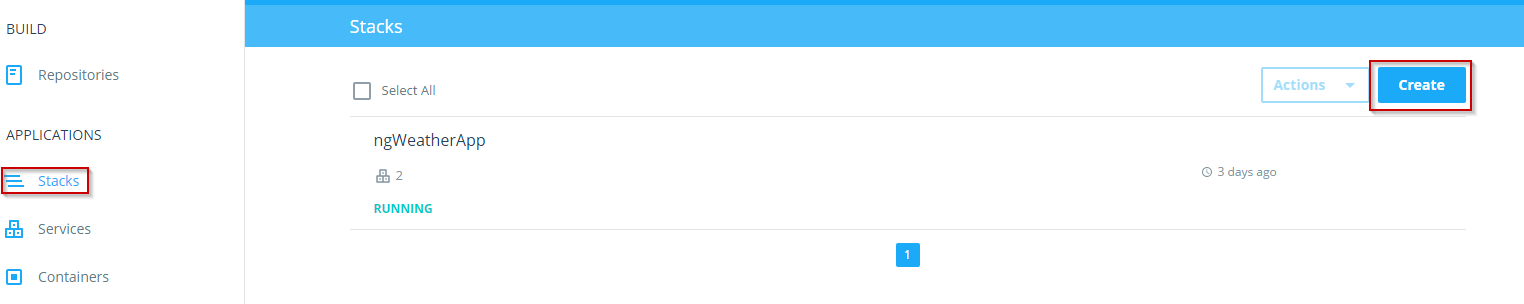 BUILD
Repositories
APPLICATIONS
Stacks
Services
Containers
Stacks
Select All
Actions
Create
ngWeatherApp
2
3 days ago
RUNNING
1